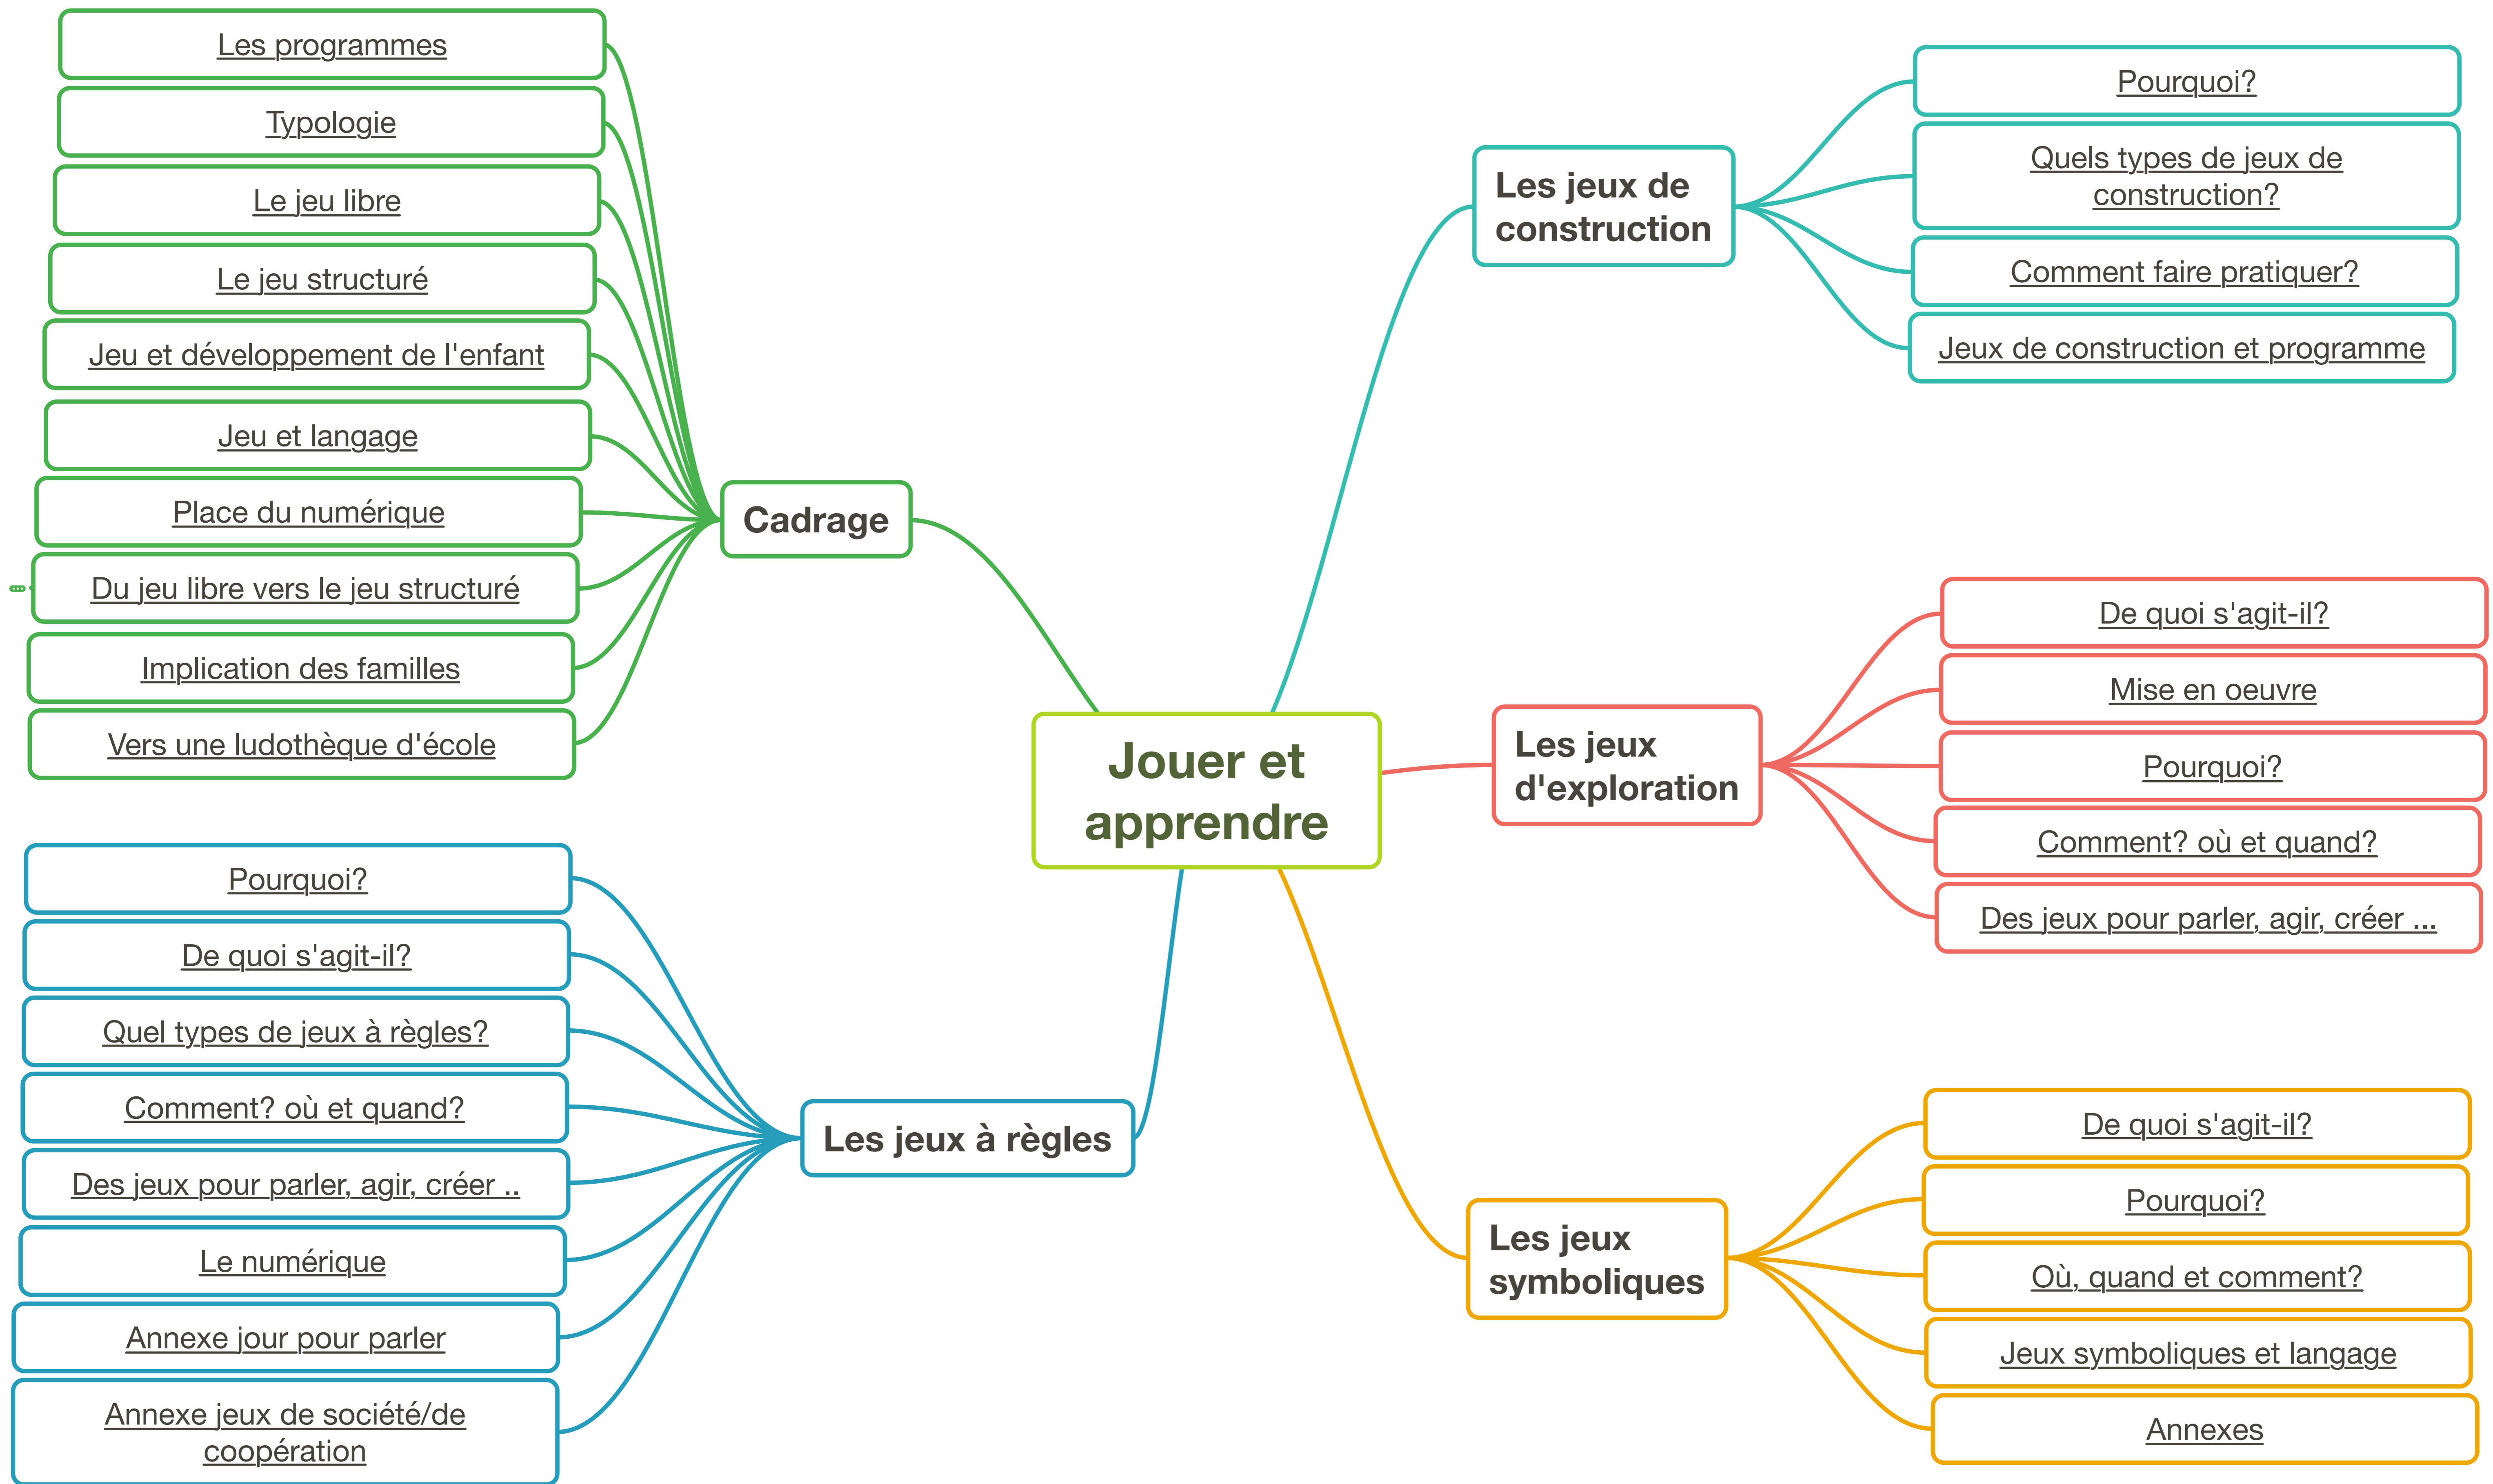 Jouer et
apprendre
Cadrage
Les programmes
Typologie
Le jeu libre
Le jeu structuré
Jeu et développement de l'enfant
Jeu et langage
Place du numérique
Du jeu libre vers le jeu structuré
Implication des familles
Vers une ludothèque d'école
Les jeux à règles
Pourquoi?
De quoi s'agit-il?
Quel types de jeux à règles?
Comment? où et quand?
Des jeux pour parler, agir, créer ..
Le numérique
Annexe jour pour parler
Annexe jeux de société/de
coopération
Les jeux de
construction
Pourquoi?
Quels types de jeux de
construction?
Comment faire pratiquer?
Jeux de construction et programme
Les jeux
d'exploration
De quoi s'agit-il?
Mise en oeuvre
Pourquoi?
Comment? où et quand?
Des jeux pour parler, agir, créer ...
Les jeux
symboliques
De quoi s'agit-il?
Pourquoi?
Où, quand et comment?
Jeux symboliques et langage
Annexes